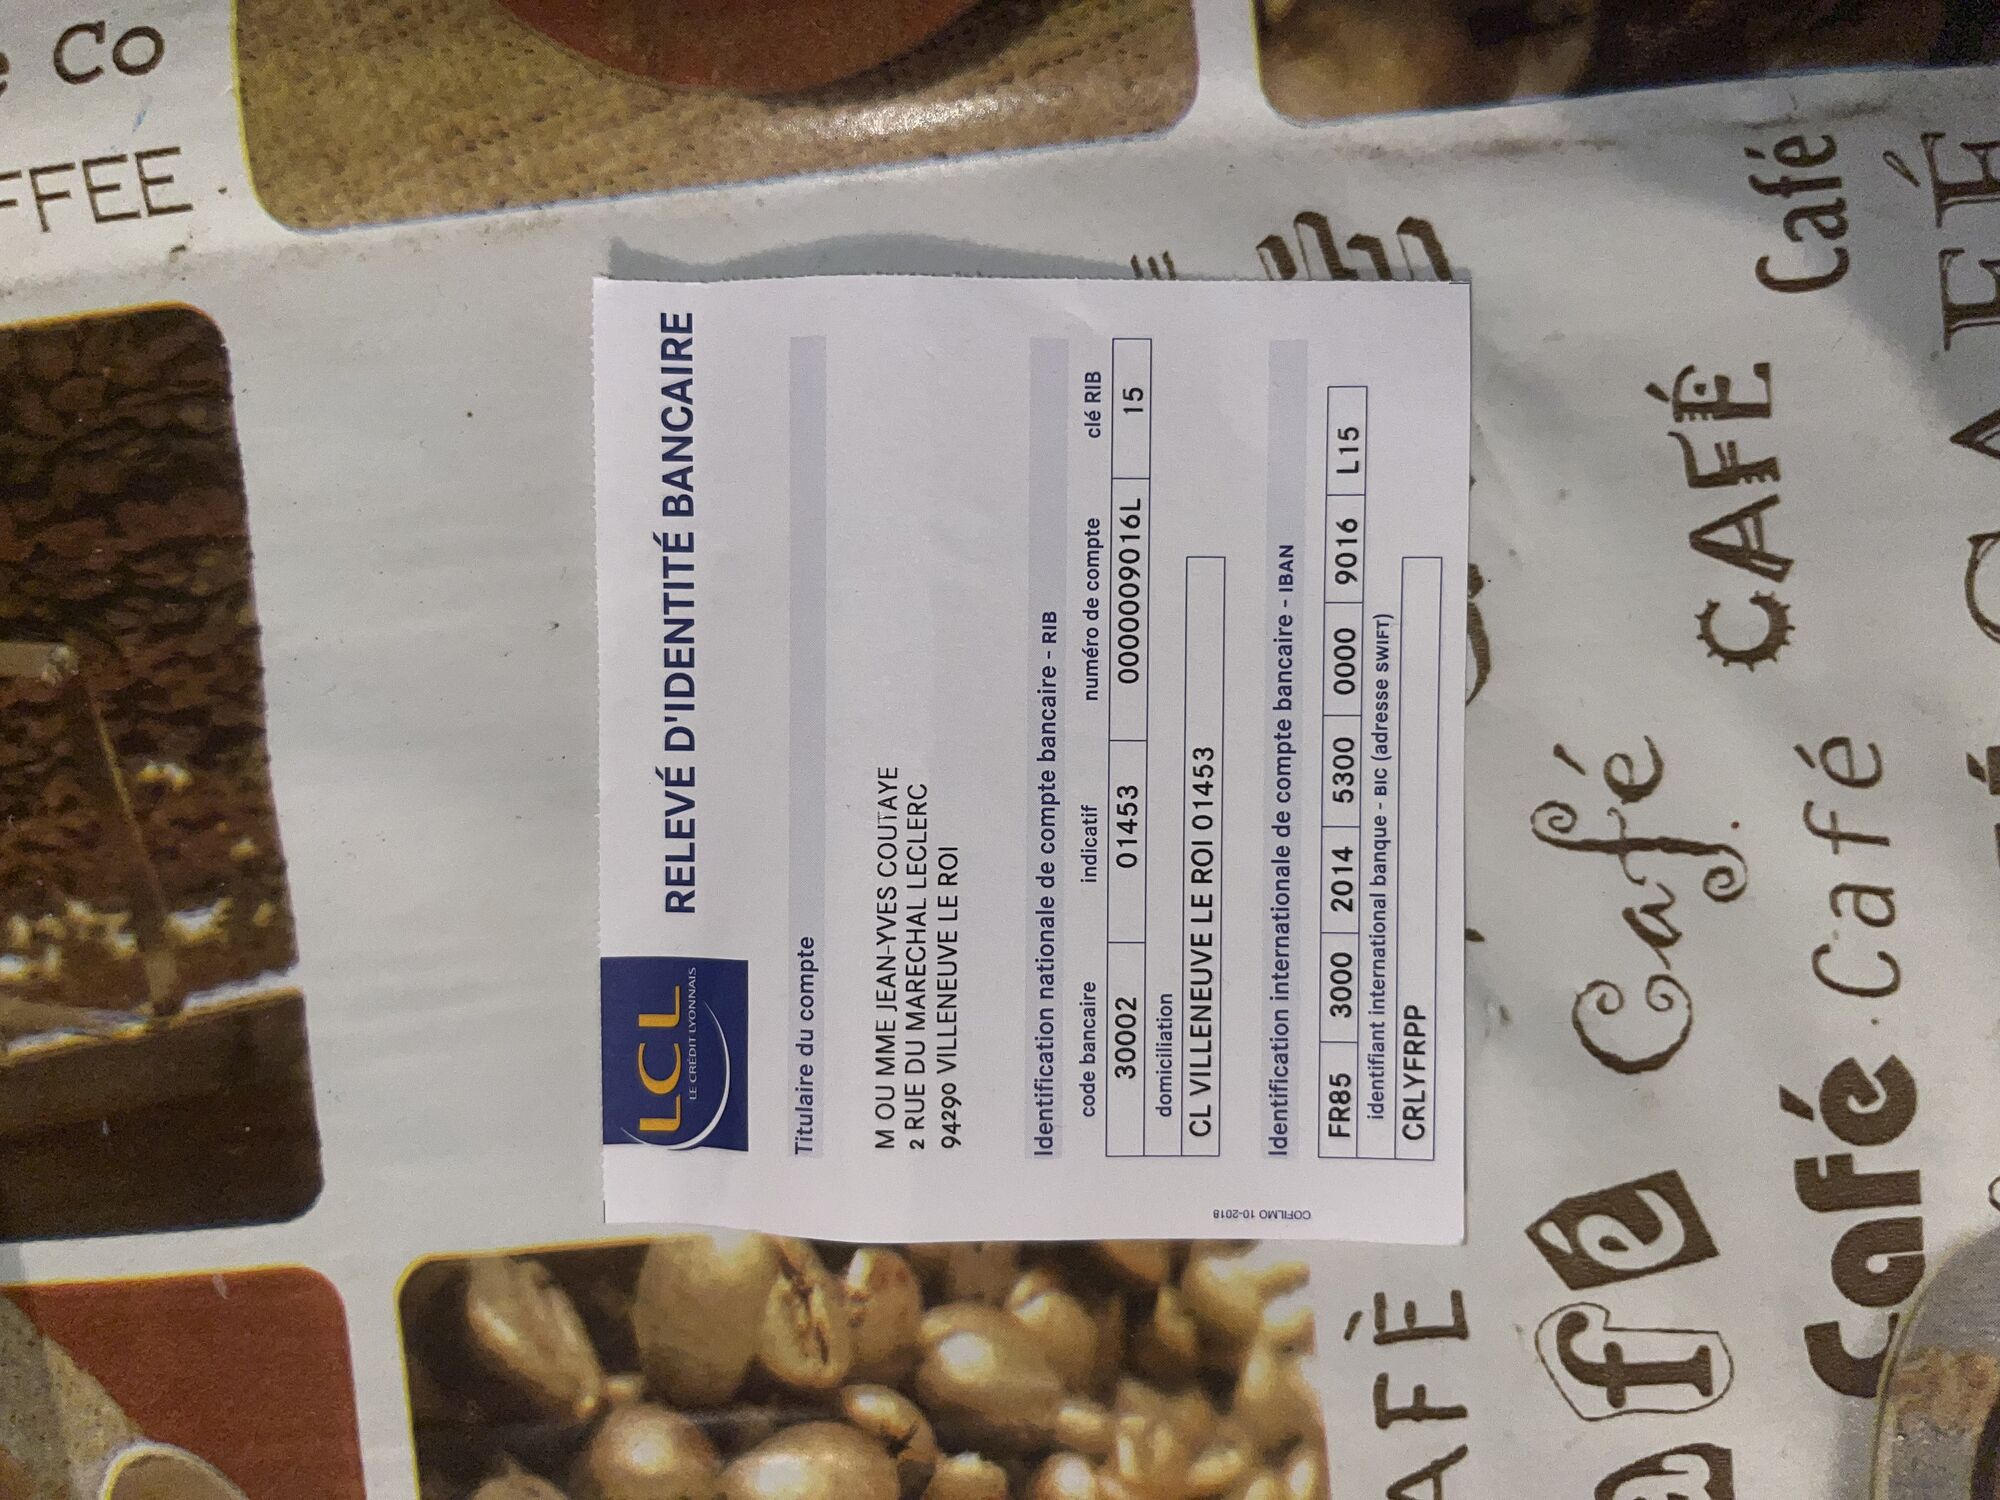 LCL
LE CRÉDIT LYONNAIS
RELEVÉ D'IDENTITÉ BANCAIRE
Titulaire du compte
M OU MME JEAN-YVES COUTAYE
2 RUE DU MARECHAL LECLERC
94290 VILLENEUVE LE ROI
Identification nationale de compte bancaire - RIB
code bancaire indicatif numéro de compte clé RIB
30002 01453 0000009016L 15
domiciliation
CL VILLENEUVE LE ROI 01453
Identification internationale de compte bancaire - IBAN
FR85 3000 2014 5300 0000 9016 L15
identifiant international banque - BIC (adresse SWIFT)
CRLYFRPP
COFILMO 10-2018
Café CAFÉ
Café Café
Café